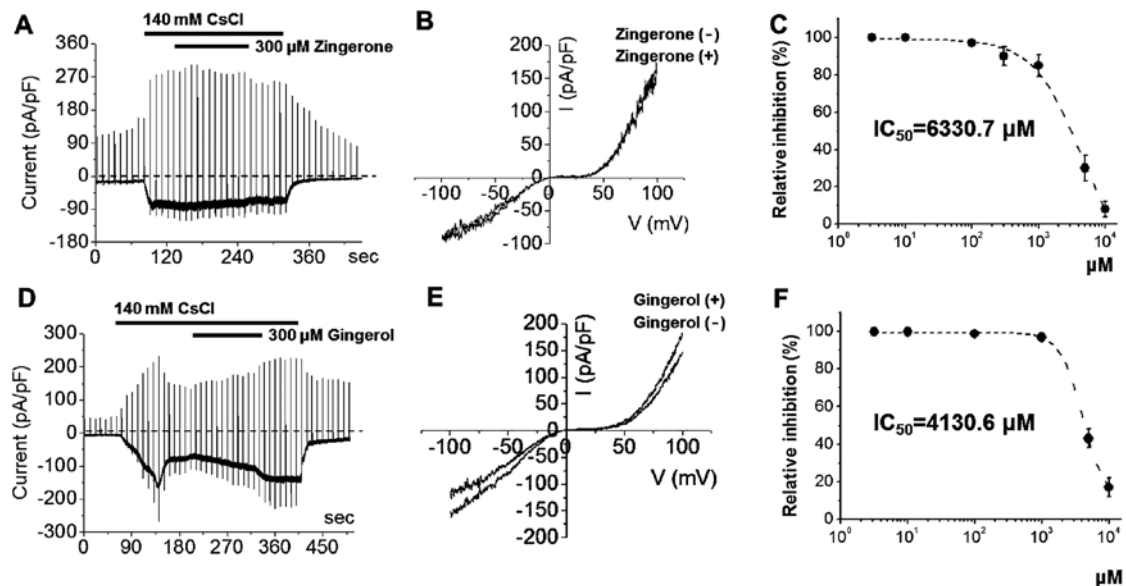 A
140 mM CsCl
300 µM Zingerone
Current (pA/pF)
360
270
180
90
0
-90
-180
0
120
240
360
sec
B
Zingerone (-)
Zingerone (+)
I (pA/pF)
200
150
100
50
0
-50
-100
-100
-50
50
100
V (mV)
C
Relative inhibition (%)
100
80
60
40
20
0
IC50=6330.7 µM
10^0
10^1
10^2
10^3
10^4
µM
D
140 mM CsCl
300 µM Gingerol
Current (pA/pF)
300
200
100
0
-100
-200
-300
0
90
180
270
360
450
sec
E
Gingerol (+)
Gingerol (-)
I (pA/pF)
200
150
100
50
0
-50
-100
-150
-200
-100
-50
0
50
100
V (mV)
F
Relative inhibition (%)
100
80
60
40
20
0
IC50=4130.6 µM
10^0
10^1
10^2
10^3
10^4
µM